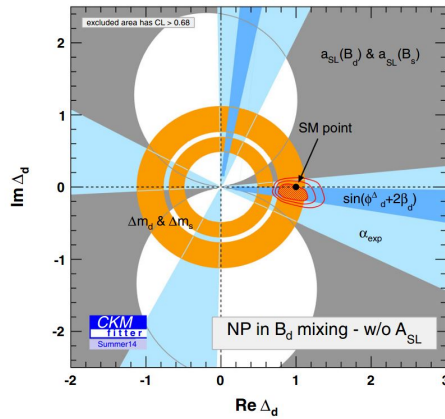 excluded area has CL > 0.68
a_SL(B_d) & a_SL(B_s)
SM point
sin(φ^Δ_d+2β_d)
α_exp
Δm_d & Δm_s
CKM
fitter
Summer14
NP in B_d mixing - w/o A_SL
Im Δ_d
2
1
0
-1
-2
-2
-1
0
1
2
3
Re Δ_d